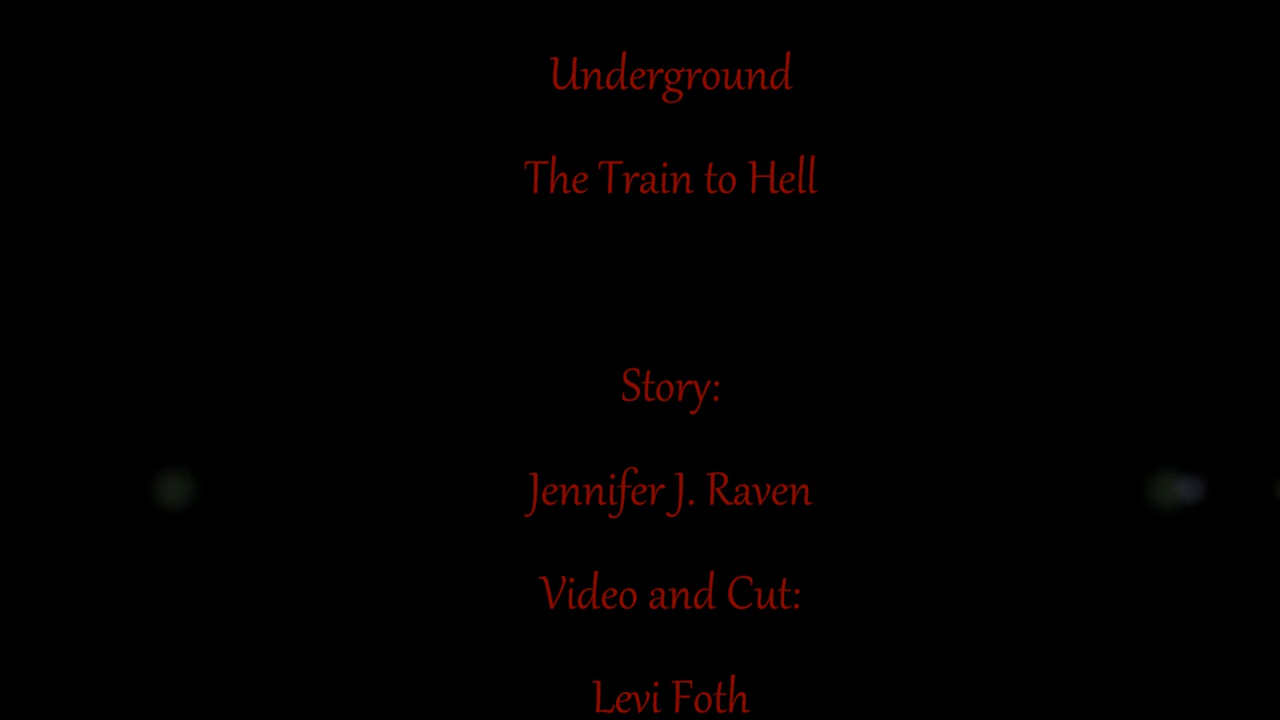 Underground
The Train to Hell
Story:
Jennifer J. Raven
Video and Cut:
Levi Foth